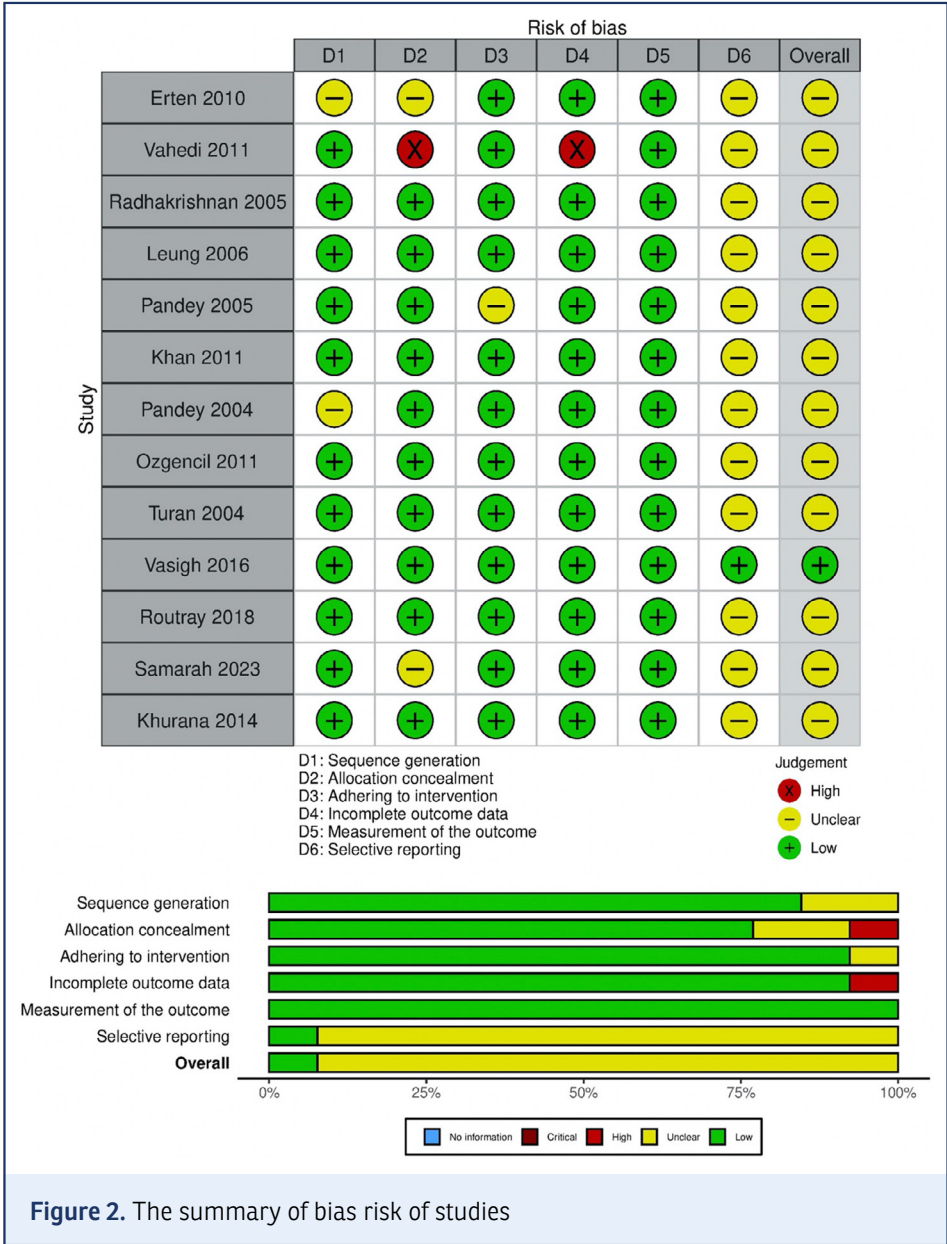 Risk of bias
D1 D2 D3 D4 D5 D6 Overall
Study
Erten 2010 − − + + + − −
Vahedi 2011 + X + X + − −
Radhakrishnan 2005 + + + + + − −
Leung 2006 + + + + + − −
Pandey 2005 + + − + + − −
Khan 2011 + + + + + − −
Pandey 2004 − + + + + − −
Ozgencil 2011 + + + + + − −
Turan 2004 + + + + + − −
Vasigh 2016 + + + + + + +
Routray 2018 + + + + + − −
Samarah 2023 + − + + + − −
Khurana 2014 + + + + + − −
D1: Sequence generation
D2: Allocation concealment
D3: Adhering to intervention
D4: Incomplete outcome data
D5: Measurement of the outcome
D6: Selective reporting
Judgement
X High
− Unclear
+ Low
Sequence generation
Allocation concealment
Adhering to intervention
Incomplete outcome data
Measurement of the outcome
Selective reporting
Overall
0% 25% 50% 75% 100%
No information Critical High Unclear Low
Figure 2. The summary of bias risk of studies